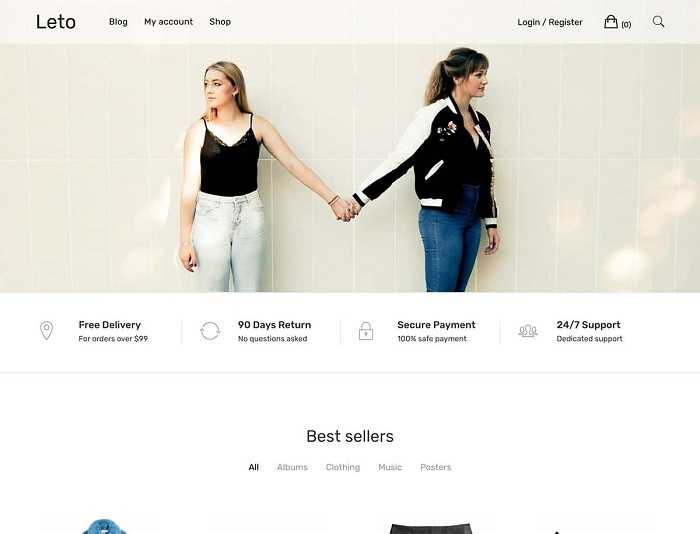 Leto Blog My account Shop Login / Register (0)
Free Delivery
For orders over $99
90 Days Return
No questions asked
Secure Payment
100% safe payment
24/7 Support
Dedicated support
Best sellers
All Albums Clothing Music Posters